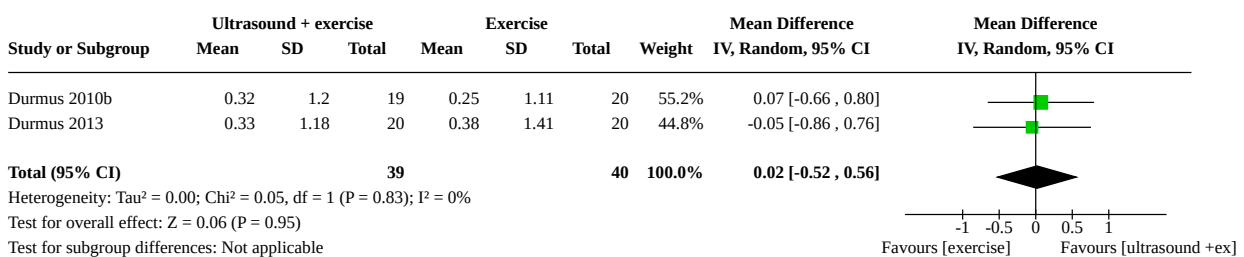 Ultrasound + exercise Exercise Mean Difference Mean Difference
Study or Subgroup Mean SD Total Mean SD Total Weight IV, Random, 95% CI IV, Random, 95% CI
Durmus 2010b 0.32 1.2 19 0.25 1.11 20 55.2% 0.07 [-0.66 , 0.80]
Durmus 2013 0.33 1.18 20 0.38 1.41 20 44.8% -0.05 [-0.86 , 0.76]
Total (95% CI) 39 40 100.0% 0.02 [-0.52 , 0.56]
Heterogeneity: Tau² = 0.00; Chi² = 0.05, df = 1 (P = 0.83); I² = 0%
Test for overall effect: Z = 0.06 (P = 0.95)
-1 -0.5 0 0.5 1
Test for subgroup differences: Not applicable Favours [exercise] Favours [ultrasound +ex]